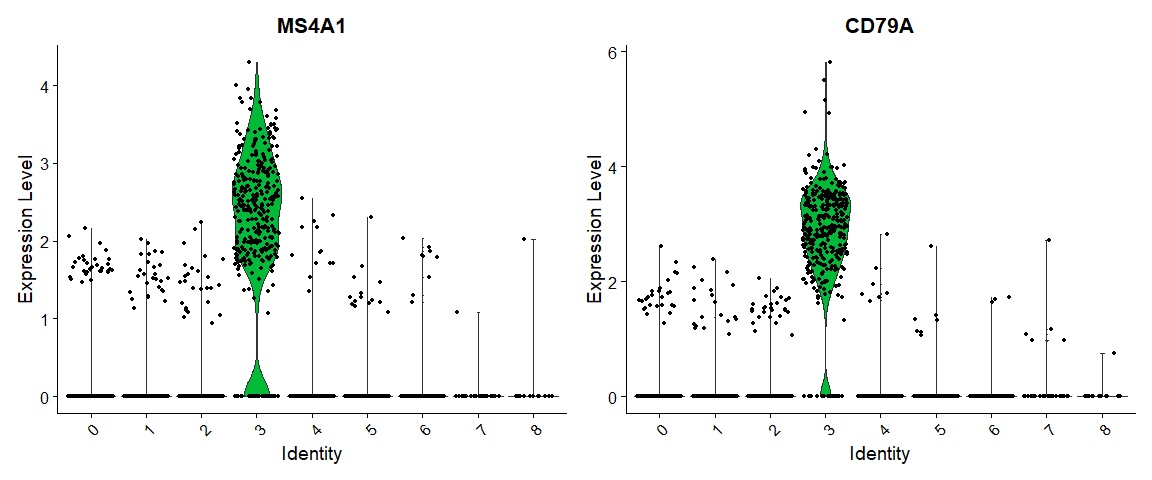 MS4A1
Expression Level
4
3
2
1
0
0 1 2 3 4 5 6 7 8
Identity
CD79A
Expression Level
6
4
2
0
0 1 2 3 4 5 6 7 8
Identity